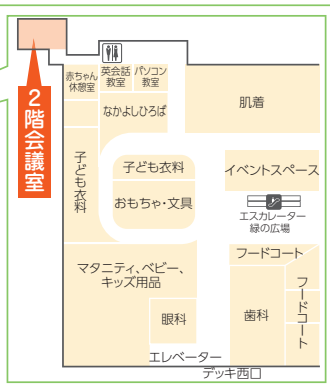 2階会議室
赤ちゃん
休憩室
英会話
教室
パソコン
教室
なかよしひろば
肌着
子ども衣料
子ども衣料
おもちゃ・文具
イベントスペース
エスカレーター
緑の広場
フードコート
マタニティ、ベビー、
キッズ用品
眼科
歯科
フードコート
エレベーター
デッキ西口